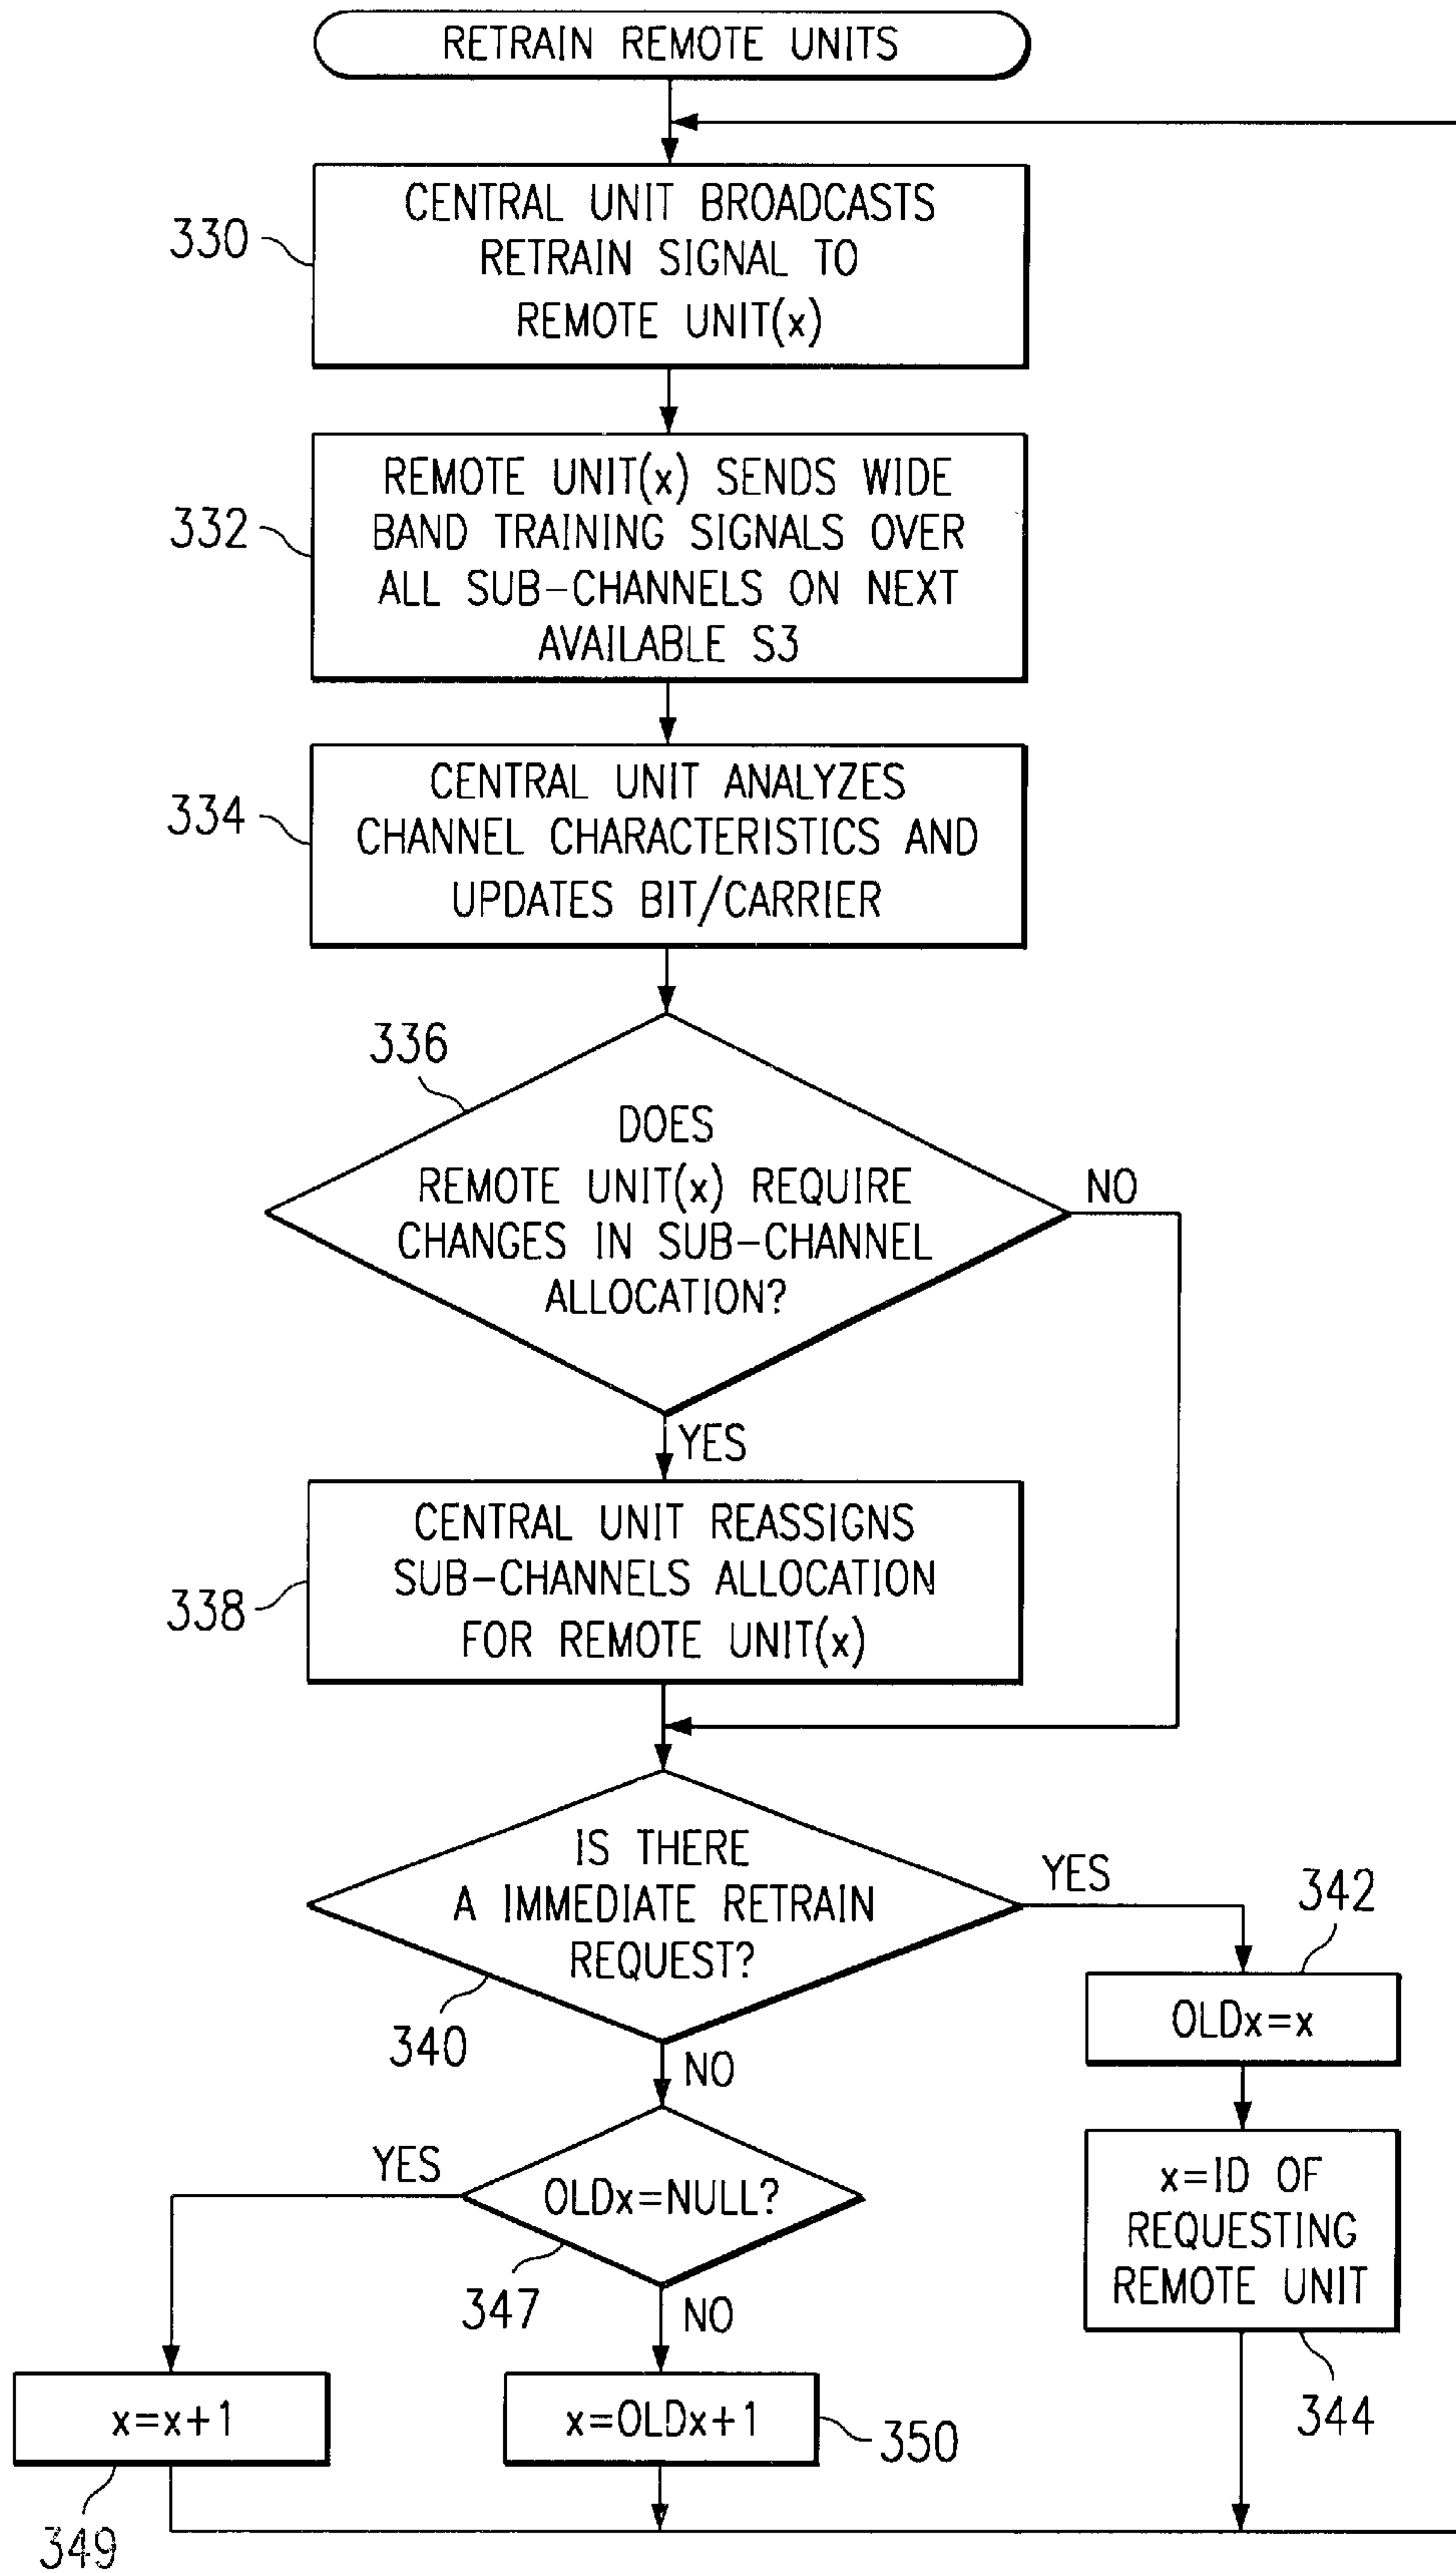 RETRAIN REMOTE UNITS
CENTRAL UNIT BROADCASTS
RETRAIN SIGNAL TO
REMOTE UNIT(x)
330
REMOTE UNIT(x) SENDS WIDE
BAND TRAINING SIGNALS OVER
ALL SUB-CHANNELS ON NEXT
AVAILABLE S3
332
CENTRAL UNIT ANALYZES
CHANNEL CHARACTERISTICS AND
UPDATES BIT/CARRIER
334
336
DOES
REMOTE UNIT(x) REQUIRE
CHANGES IN SUB-CHANNEL
ALLOCATION?
NO
YES
CENTRAL UNIT REASSIGNS
SUB-CHANNELS ALLOCATION
FOR REMOTE UNIT(x)
338
IS THERE
A IMMEDIATE RETRAIN
REQUEST?
YES
342
340
OLDx=x
NO
YES
OLDx=NULL?
x=ID OF
REQUESTING
REMOTE UNIT
347
NO
344
x=x+1
x=OLDx+1
350
349